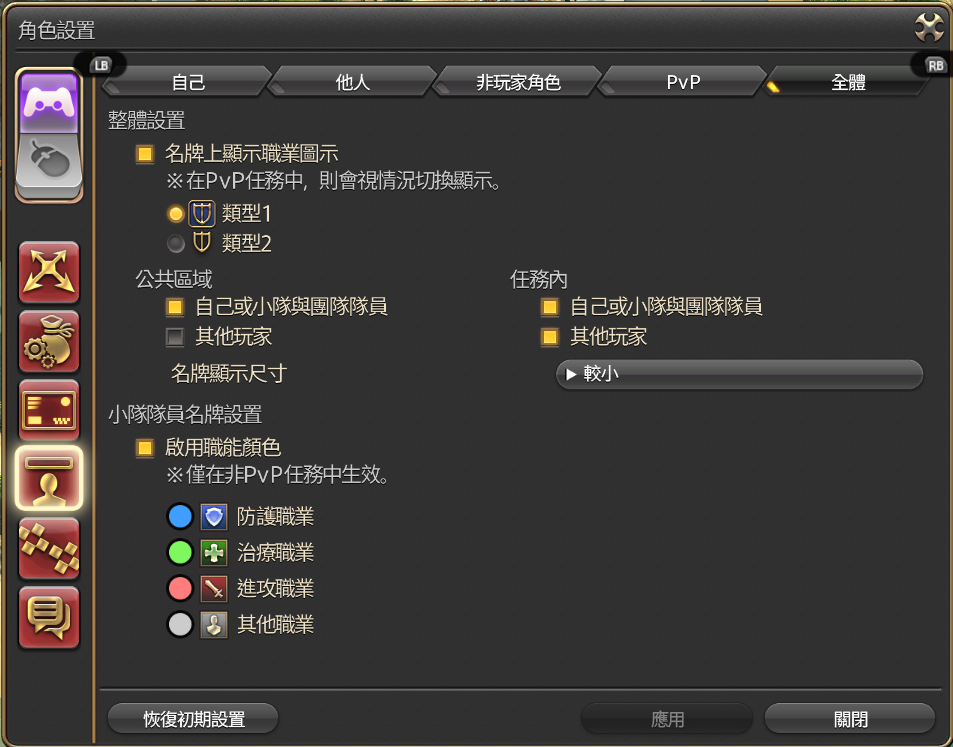 角色設置
LB
自己
他人
非玩家角色
PvP
全體
RB
整體設置
名牌上顯示職業圖示
※在PvP任務中, 則會視情況切換顯示。
類型1
類型2
公共區域
任務內
自己或小隊與團隊隊員
自己或小隊與團隊隊員
其他玩家
其他玩家
名牌顯示尺寸
較小
小隊隊員名牌設置
啟用職能顏色
※僅在非PvP任務中生效。
防護職業
治療職業
進攻職業
其他職業
恢復初期設置
應用
關閉